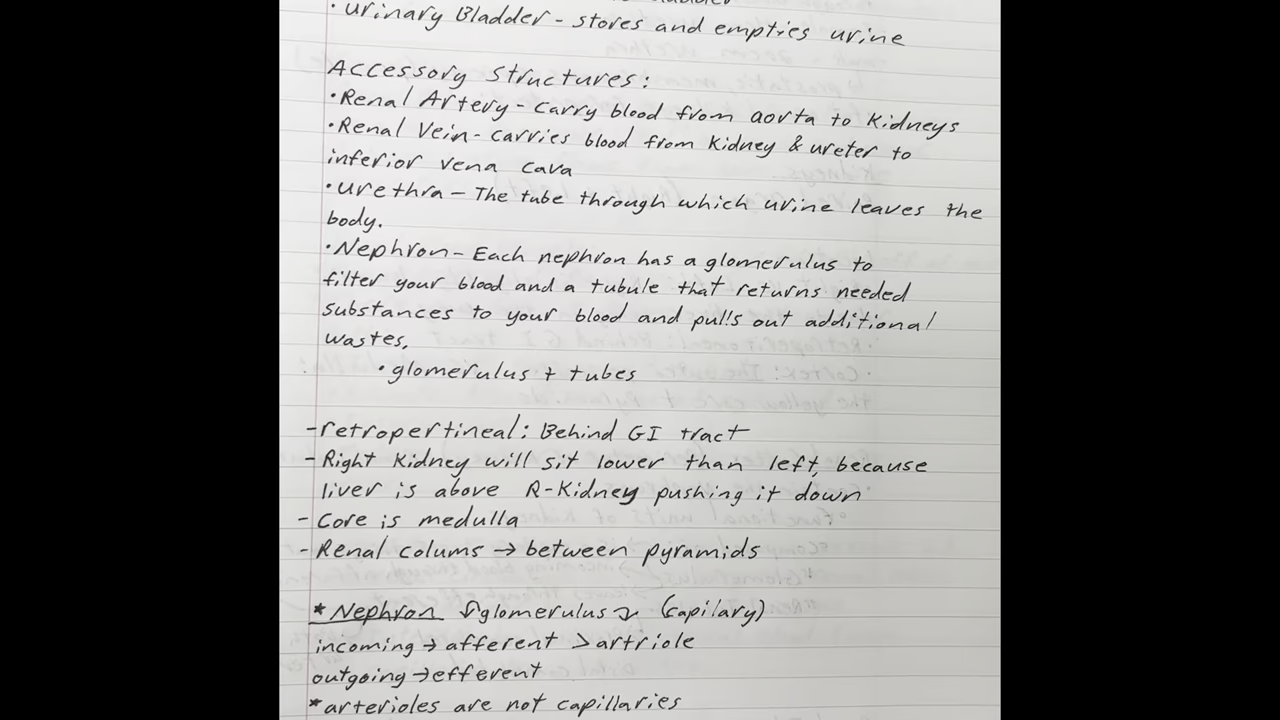 · Urinary Bladder - stores and empties urine
Accessory Structures:
· Renal Artery - Carry blood from aorta to Kidneys
· Renal Vein - Carries blood from Kidney & ureter to
inferior vena cava
· Urethra - The tube through which urine leaves the
body.
· Nephron - Each nephron has a glomerulus to
filter your blood and a tubule that returns needed
substances to your blood and pulls out additional
wastes.
· glomerulus + tubes
- retropertineal: Behind GI tract
- Right Kidney will sit lower than left, because
liver is above R-Kidney pushing it down
- Core is medulla
- Renal colums → between pyramids
* Nephron glomerulus (capilary)
incoming → afferent > artriole
outgoing → efferent
* arterioles are not capillaries